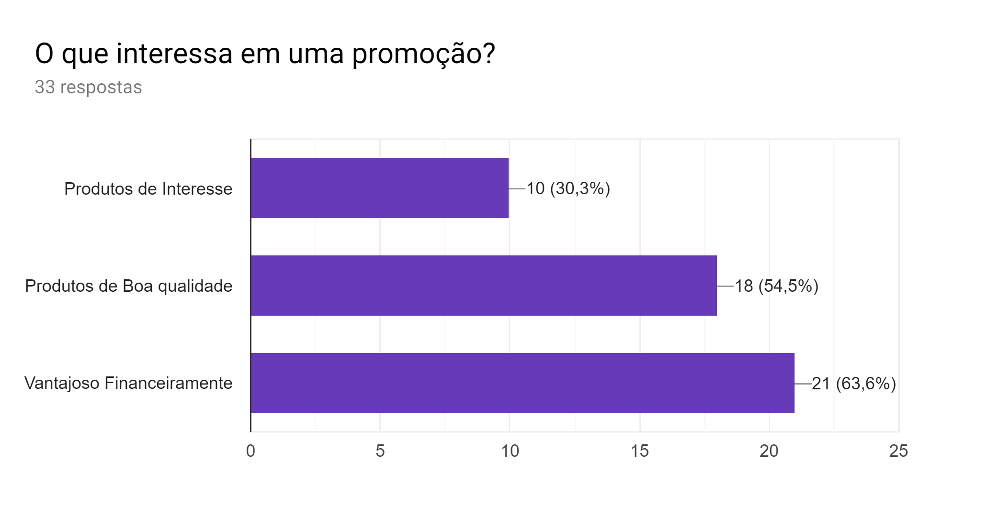 O que interessa em uma promoção?
33 respostas
Produtos de Interesse
10 (30,3%)
Produtos de Boa qualidade
18 (54,5%)
Vantajoso Financeiramente
21 (63,6%)
0 5 10 15 20 25